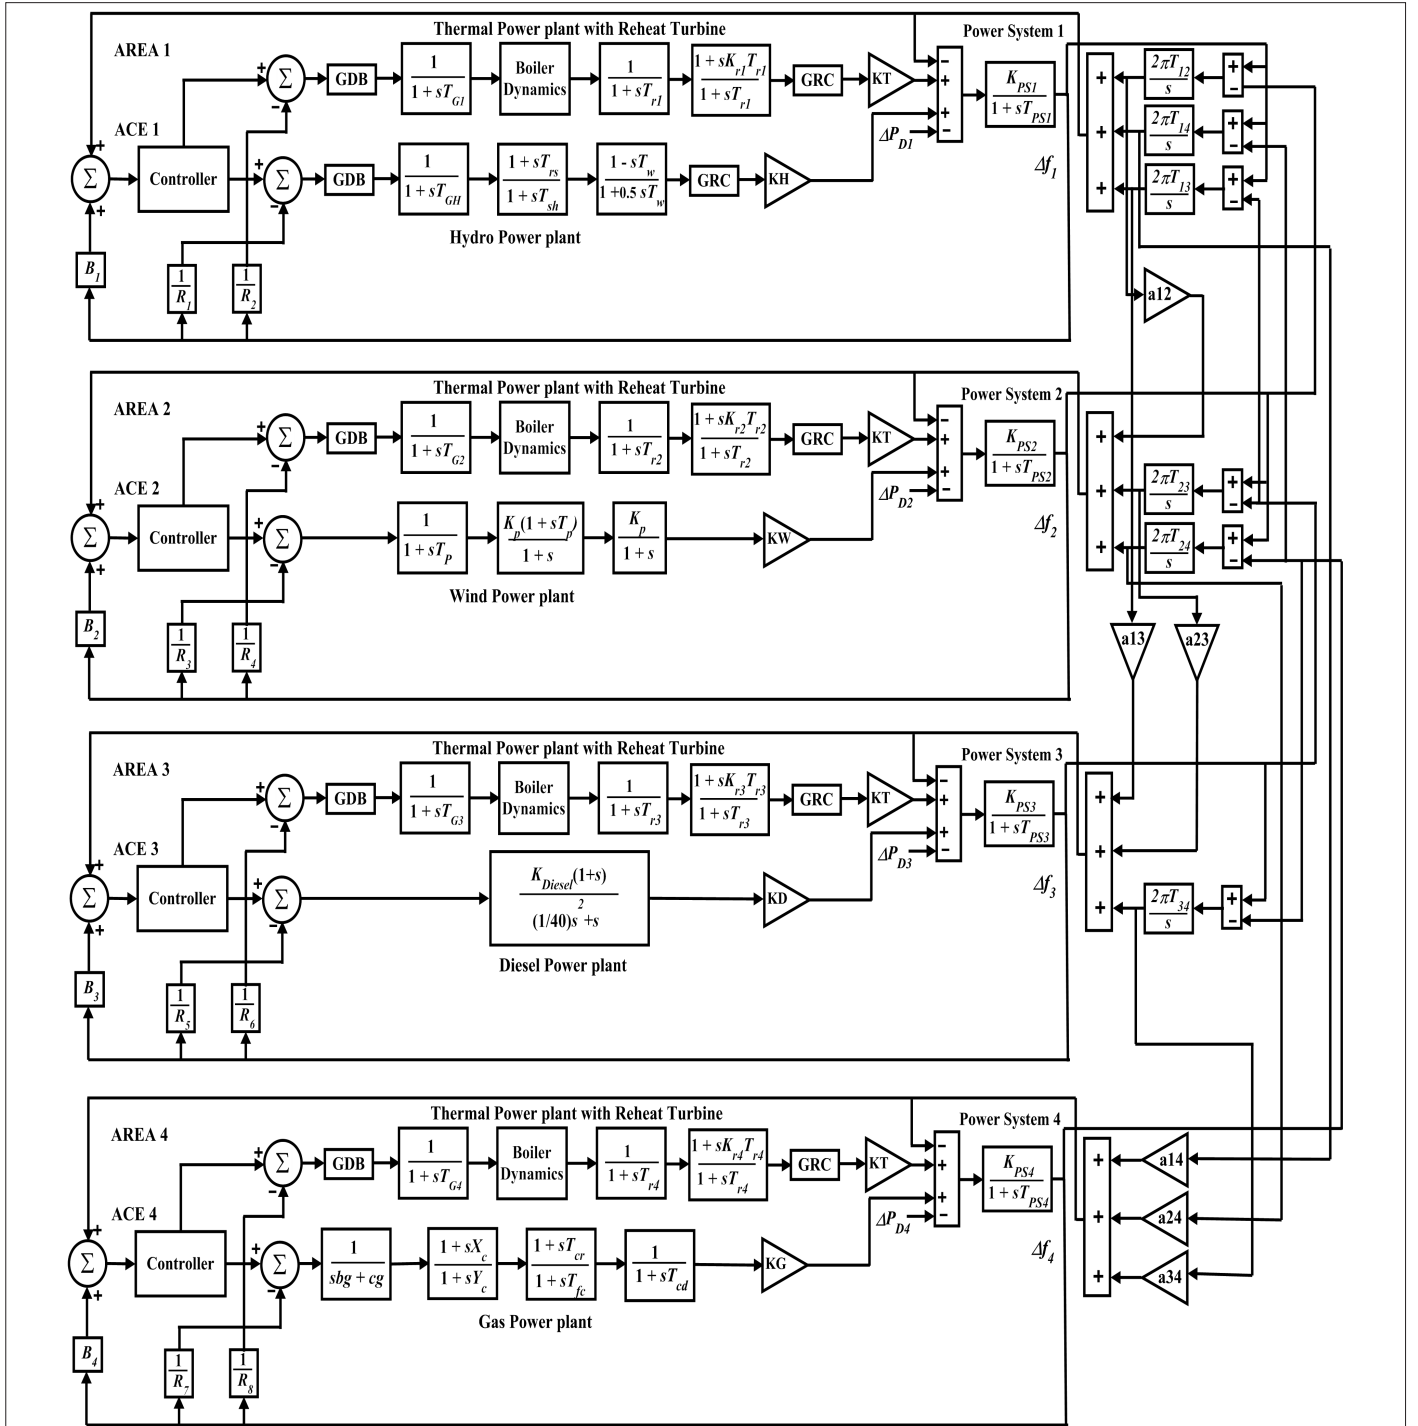 Thermal Power plant with Reheat Turbine
Power System 1
AREA 1
+
Σ
−
GDB
1
1 + sT_G1
Boiler
Dynamics
1
1 + sT_r1
1 + sK_r1 T_r1
1 + sT_r1
GRC
KT
−
+
+
−
K_PS1
1 + sT_PS1
+
+
+
2πT_12
s
+
−
2πT_14
s
+
−
2πT_13
s
+
−
ACE 1
+
Σ
+
Controller
+
Σ
−
GDB
1
1 + sT_GH
1 + sT_rs
1 + sT_sh
1 - sT_w
1 +0.5 sT_w
GRC
KH
ΔP_D1
Δf_1
Hydro Power plant
B_1
1
R_1
1
R_2
a12
Thermal Power plant with Reheat Turbine
Power System 2
AREA 2
+
Σ
−
GDB
1
1 + sT_G2
Boiler
Dynamics
1
1 + sT_r2
1 + sK_r2 T_r2
1 + sT_r2
GRC
KT
−
+
+
−
K_PS2
1 + sT_PS2
+
+
+
2πT_23
s
+
−
2πT_24
s
+
−
ACE 2
+
Σ
+
Controller
+
Σ
−
1
1 + sT_P
K_p(1 + sT_p)
1 + s
K_p
1 + s
KW
ΔP_D2
Δf_2
Wind Power plant
B_2
1
R_3
1
R_4
a13
a23
Thermal Power plant with Reheat Turbine
Power System 3
AREA 3
+
Σ
−
GDB
1
1 + sT_G3
Boiler
Dynamics
1
1 + sT_r3
1 + sK_r3 T_r3
1 + sT_r3
GRC
KT
−
+
+
−
K_PS3
1 + sT_PS3
+
+
+
2πT_34
s
+
−
ACE 3
+
Σ
+
Controller
+
Σ
−
K_Diesel(1+s)
2
(1/40)s +s
KD
ΔP_D3
Δf_3
Diesel Power plant
B_3
1
R_5
1
R_6
Thermal Power plant with Reheat Turbine
Power System 4
AREA 4
+
Σ
−
GDB
1
1 + sT_G4
Boiler
Dynamics
1
1 + sT_r4
1 + sK_r4 T_r4
1 + sT_r4
GRC
KT
−
+
+
−
K_PS4
1 + sT_PS4
+
+
+
a14
a24
a34
ACE 4
+
Σ
+
Controller
+
Σ
−
1
sbg + cg
1 + sX_c
1 + sY_c
1 + sT_cr
1 + sT_fc
1
1 + sT_cd
KG
ΔP_D4
Δf_4
Gas Power plant
B_4
1
R_7
1
R_8